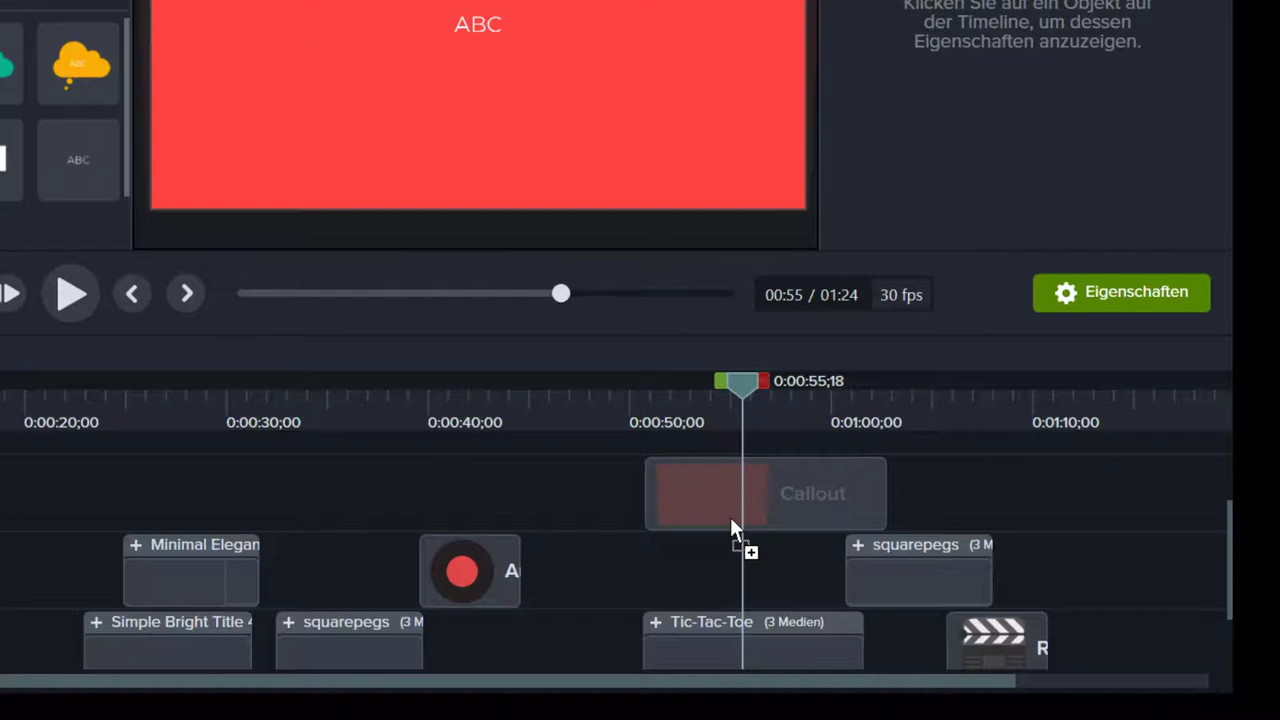 Klicken Sie auf ein Objekt auf
der Timeline, um dessen
Eigenschaften anzuzeigen.
ABC
ABC
ABC
00:55 / 01:24
30 fps
Eigenschaften
0:00:55;18
0:00:20;00
0:00:30;00
0:00:40;00
0:00:50;00
0:01:00;00
0:01:10;00
Callout
+ Minimal Elegan
A
+ squarepegs (3 M
+ Simple Bright Title
+ squarepegs (3 M
+ Tic-Tac-Toe (3 Medien)
R